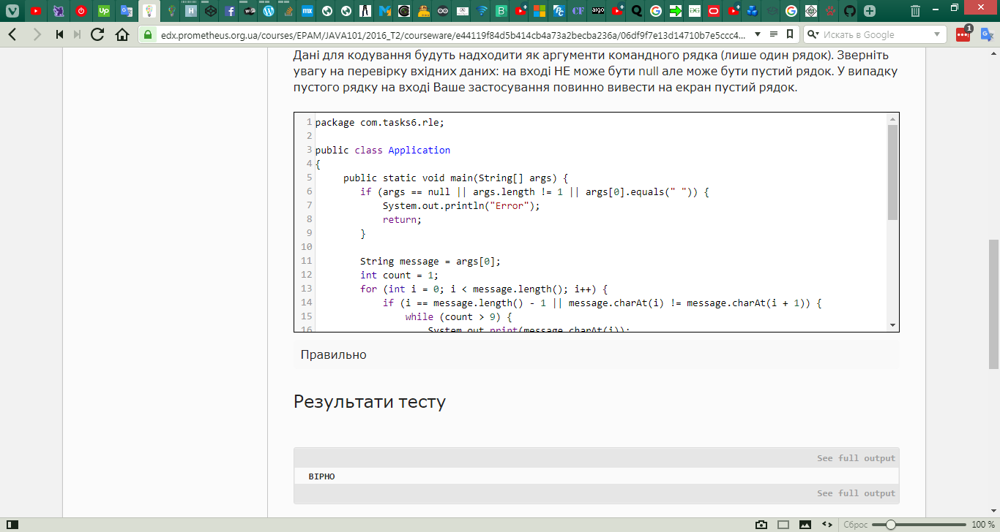 edx.prometheus.org.ua/courses/EPAM/JAVA101/2016_T2/courseware/e44119f84d5b414cb4a73a2becba236a/06df9f7e13d14710b7e5ccc4...
Искать в Google
1
Дані для кодування будуть надходити як аргументи командного рядка (лише один рядок). Зверніть
увагу на перевірку вхідних даних: на вході НЕ може бути null але може бути пустий рядок. У випадку
пустого рядку на вході Ваше застосування повинно вивести на екран пустий рядок.
1 package com.tasks6.rle;
2
3 public class Application
4 {
5 public static void main(String[] args) {
6 if (args == null || args.length != 1 || args[0].equals(" ")) {
7 System.out.println("Error");
8 return;
9 }
10
11 String message = args[0];
12 int count = 1;
13 for (int i = 0; i < message.length(); i++) {
14 if (i == message.length() - 1 || message.charAt(i) != message.charAt(i + 1)) {
15 while (count > 9) {
16 System.out.print(message.charAt(i));
Правильно
Результати тесту
See full output
ВІРНО
See full output
Сброс
100 %